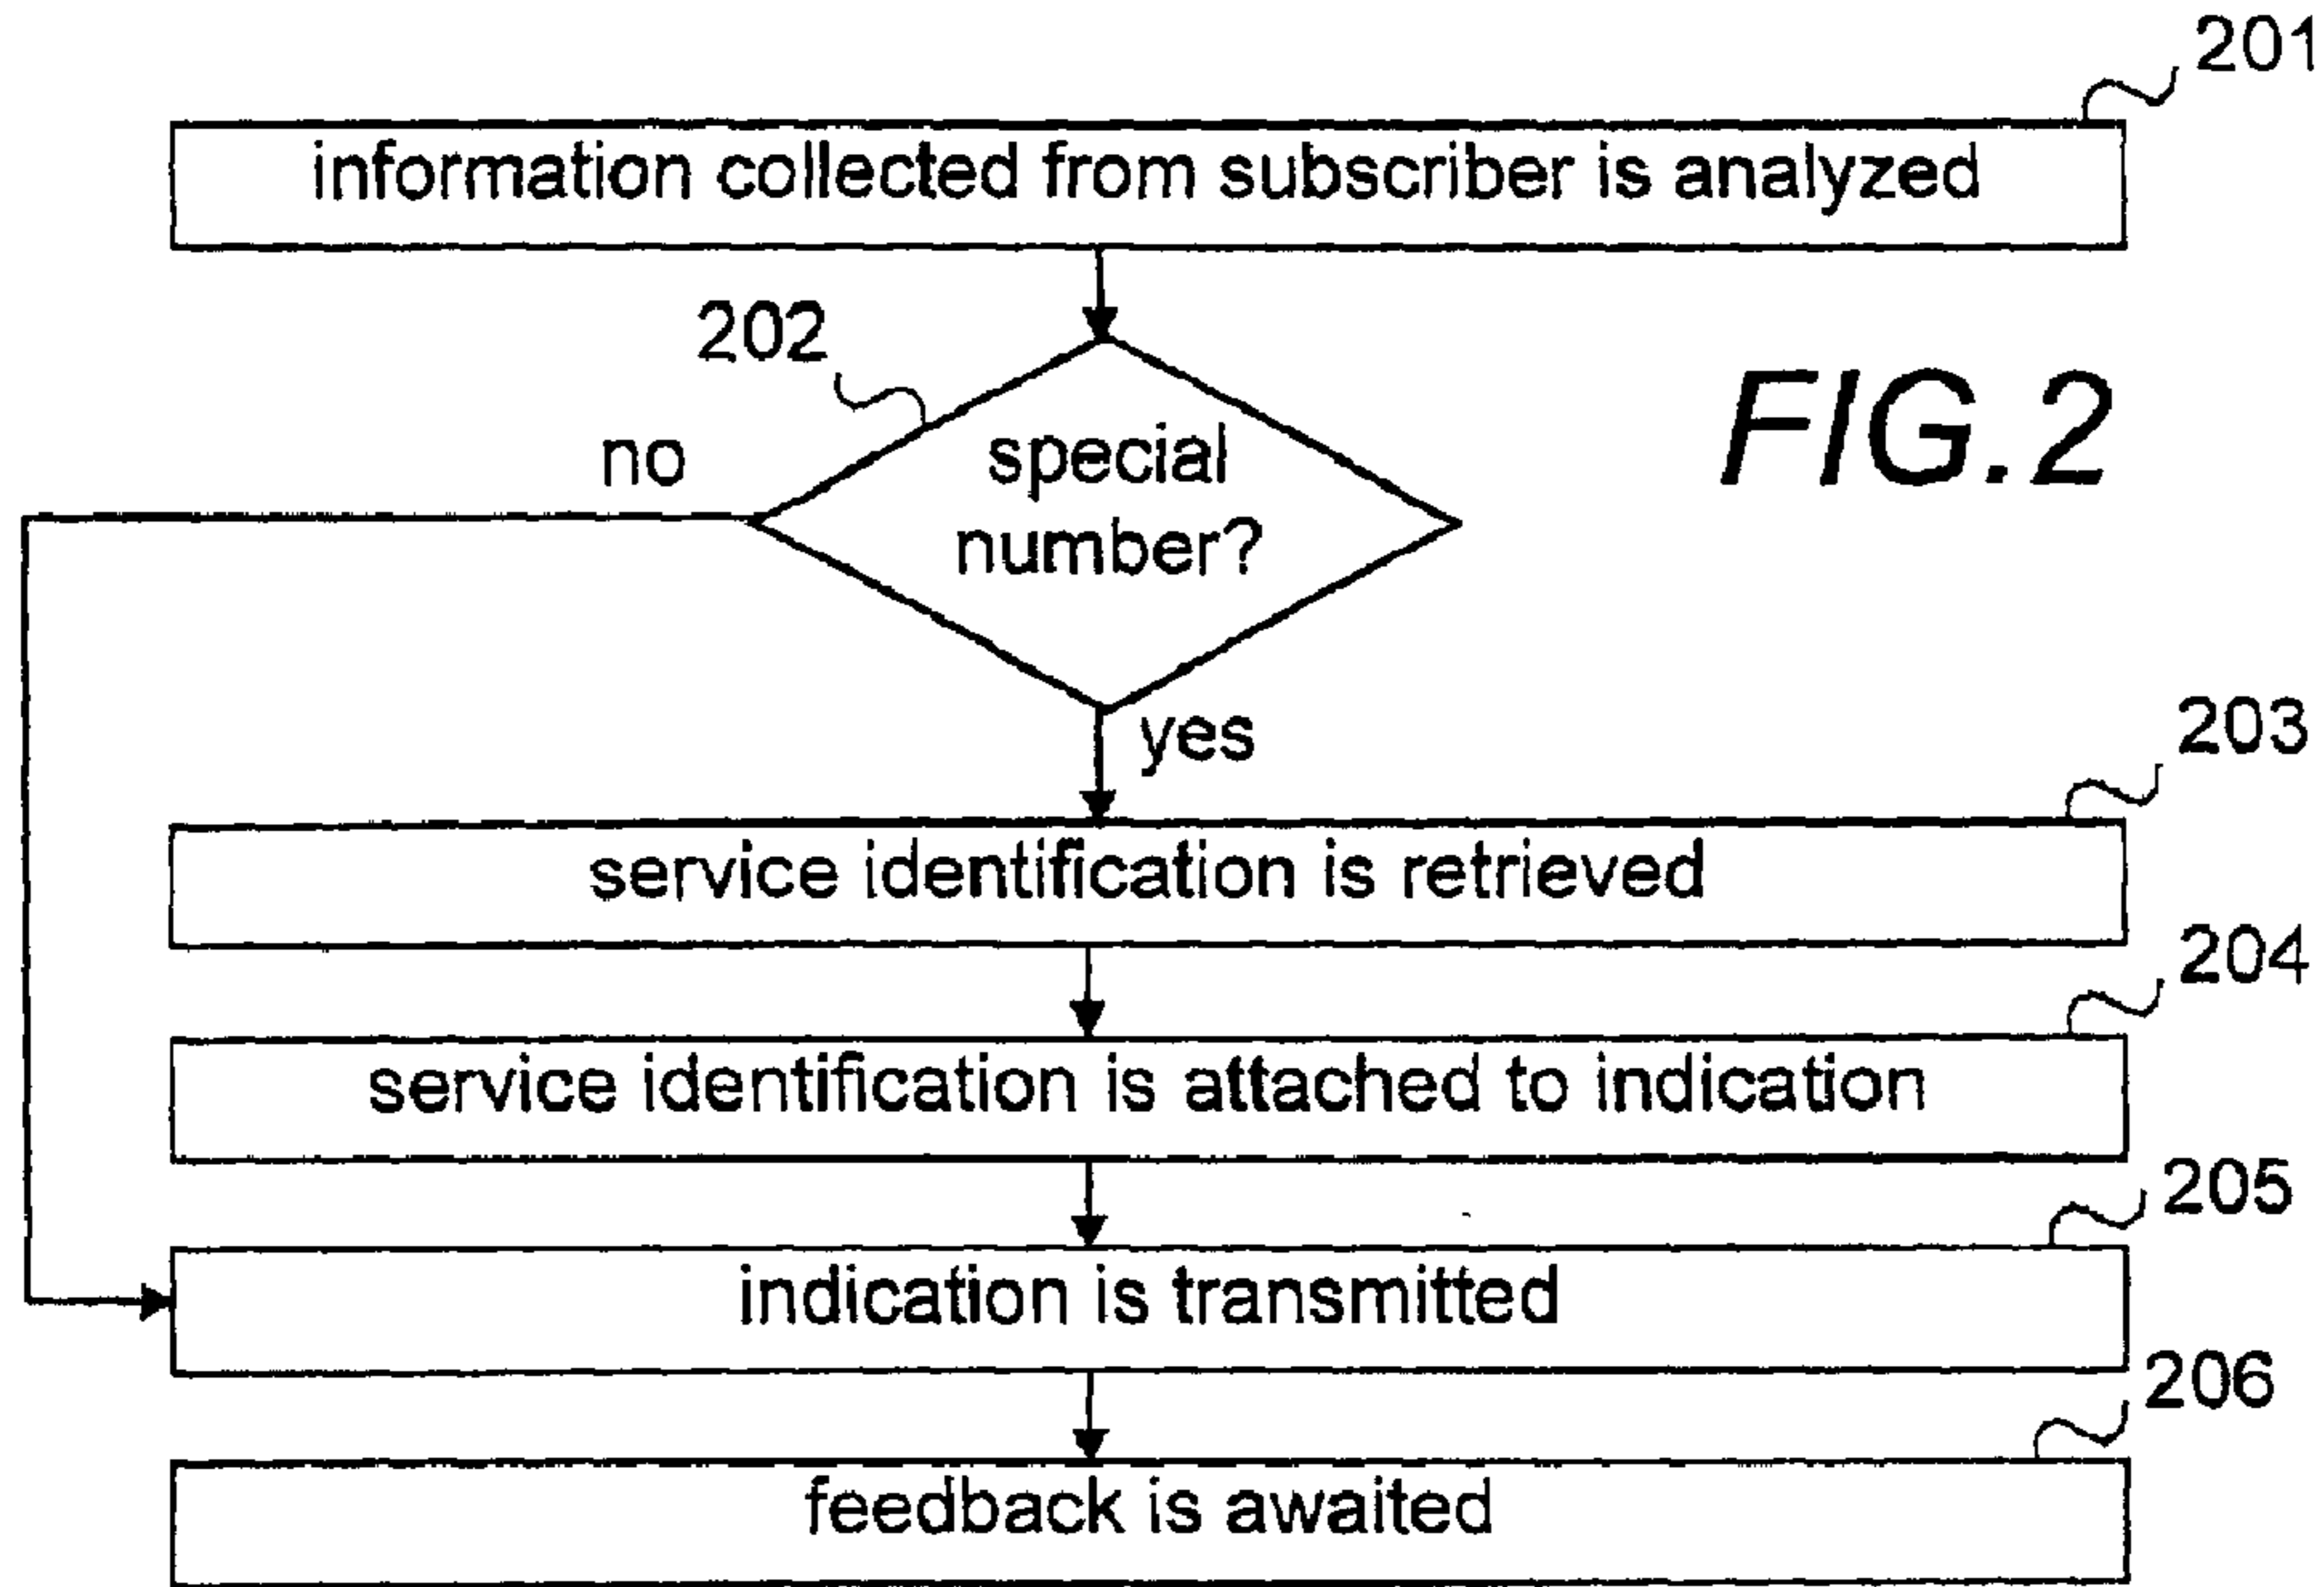 201
information collected from subscriber is analyzed
202
FIG.2
no
special
number?
yes
203
service identification is retrieved
204
service identification is attached to indication
205
indication is transmitted
206
feedback is awaited